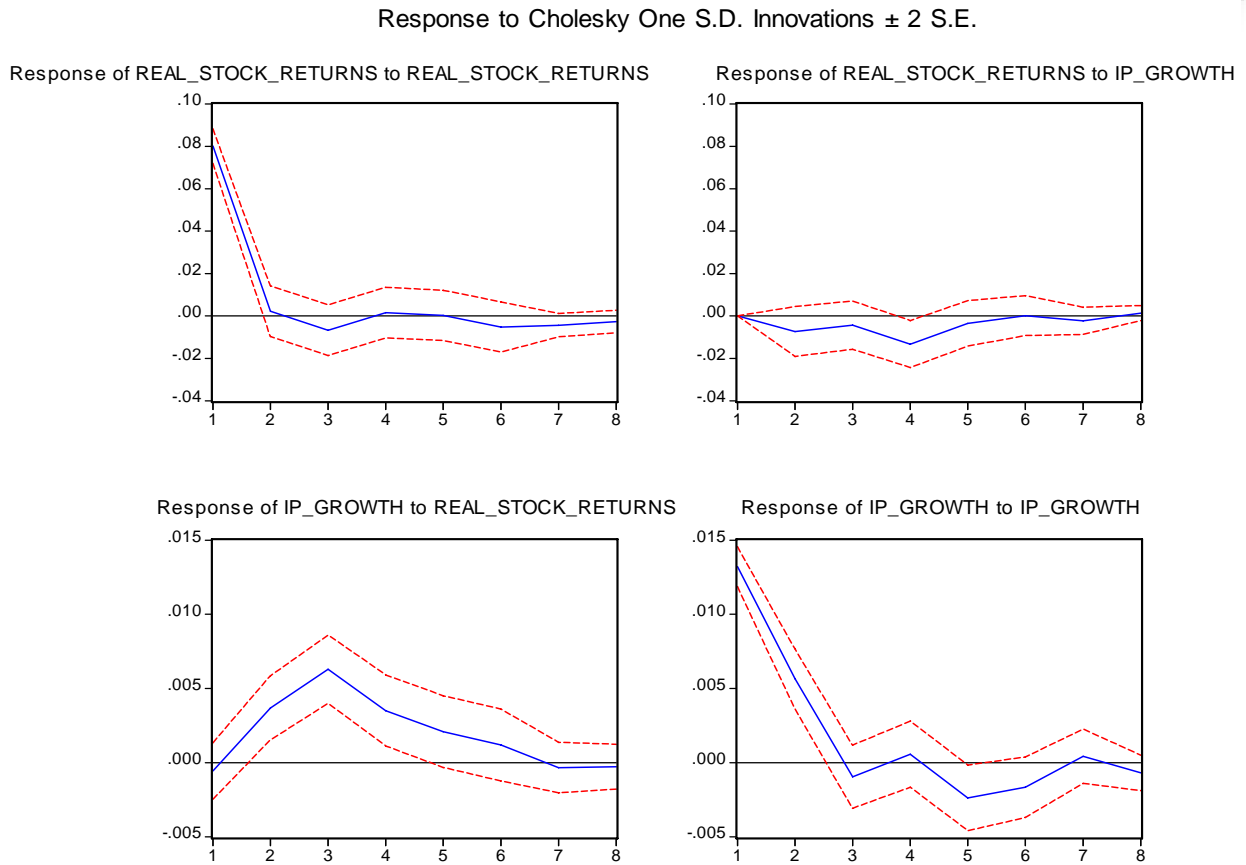 Response to Cholesky One S.D. Innovations ± 2 S.E.
Response of REAL_STOCK_RETURNS to REAL_STOCK_RETURNS
.10
.08
.06
.04
.02
.00
-.02
-.04
1 2 3 4 5 6 7 8
Response of REAL_STOCK_RETURNS to IP_GROWTH
.10
.08
.06
.04
.02
.00
-.02
-.04
1 2 3 4 5 6 7 8
Response of IP_GROWTH to REAL_STOCK_RETURNS
.015
.010
.005
.000
-.005
1 2 3 4 5 6 7 8
Response of IP_GROWTH to IP_GROWTH
.015
.010
.005
.000
-.005
1 2 3 4 5 6 7 8